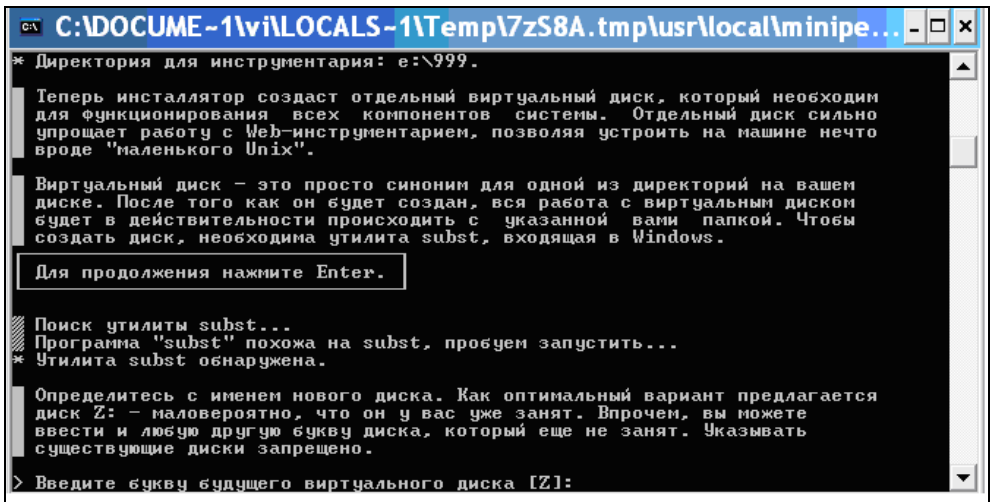 C:\DOCUME~1\vi\LOCALS~1\Temp\7zS8A.tmp\usr\local\minipe...
* Директория для инструментария: e:\999.
Теперь инсталлятор создаст отдельный виртуальный диск, который необходим
для функционирования всех компонентов системы. Отдельный диск сильно
упрощает работу с Web-инструментарием, позволяя устроить на машине нечто
вроде "маленького Unix".
Виртуальный диск - это просто синоним для одной из директорий на вашем
диске. После того как он будет создан, вся работа с виртуальным диском
будет в действительности происходить с указанной вами папкой. Чтобы
создать диск, необходима утилита subst, входящая в Windows.
Для продолжения нажмите Enter.
Поиск утилиты subst...
Программа "subst" похожа на subst, пробуем запустить...
* Утилита subst обнаружена.
Определитесь с именем нового диска. Как оптимальный вариант предлагается
диск Z: - маловероятно, что он у вас уже занят. Впрочем, вы можете
ввести и любую другую букву диска, который еще не занят. Указывать
существующие диски запрещено.
> Введите букву будущего виртуального диска [Z]: